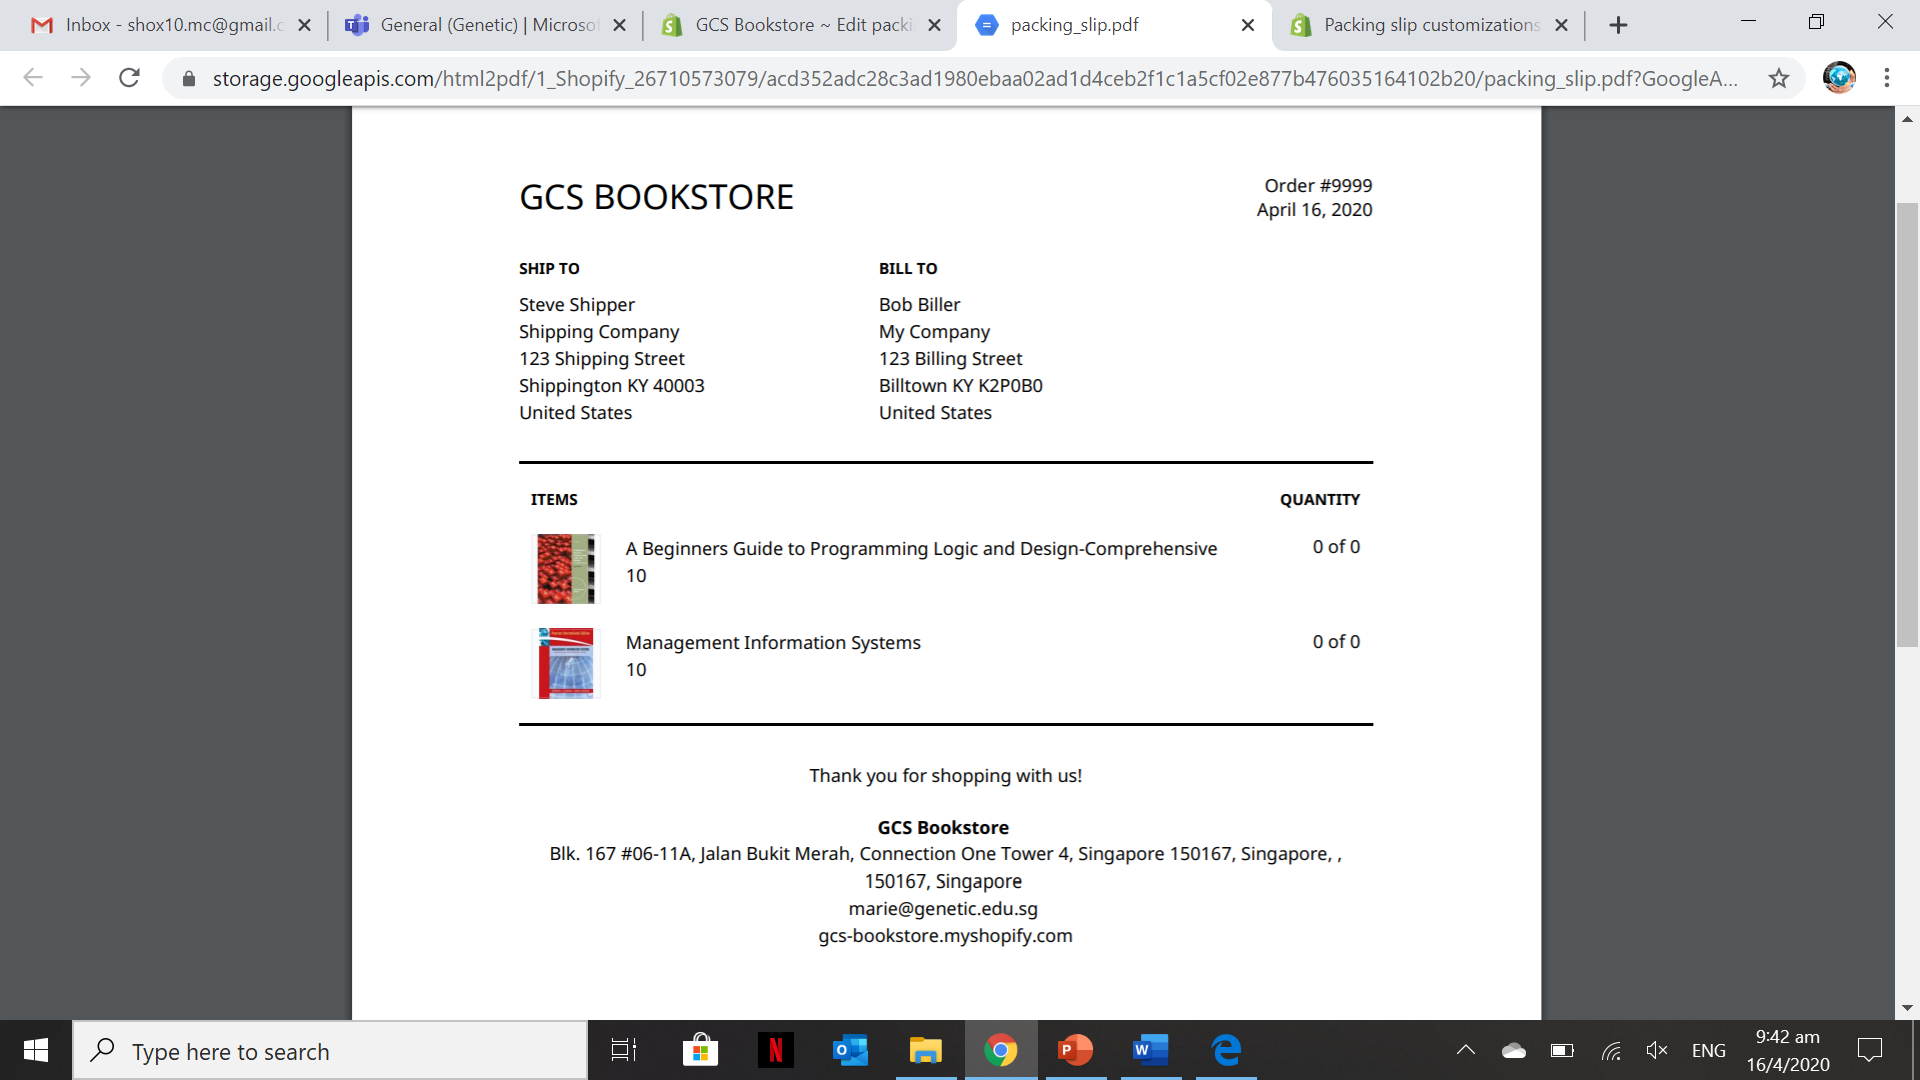 Inbox - shox10.mc@gmail.c
General (Genetic) | Microso
GCS Bookstore ~ Edit packi
packing_slip.pdf
Packing slip customizations
storage.googleapis.com/html2pdf/1_Shopify_26710573079/acd352adc28c3ad1980ebaa02ad1d4ceb2f1c1a5cf02e877b476035164102b20/packing_slip.pdf?GoogleA...
GCS BOOKSTORE
Order #9999
April 16, 2020
SHIP TO
Steve Shipper
Shipping Company
123 Shipping Street
Shippington KY 40003
United States
BILL TO
Bob Biller
My Company
123 Billing Street
Billtown KY K2P0B0
United States
ITEMS QUANTITY
A Beginners Guide to Programming Logic and Design-Comprehensive 0 of 0
10
Management Information Systems 0 of 0
10
Thank you for shopping with us!
GCS Bookstore
Blk. 167 #06-11A, Jalan Bukit Merah, Connection One Tower 4, Singapore 150167, Singapore, ,
150167, Singapore
marie@genetic.edu.sg
gcs-bookstore.myshopify.com
Type here to search
ENG
9:42 am
16/4/2020